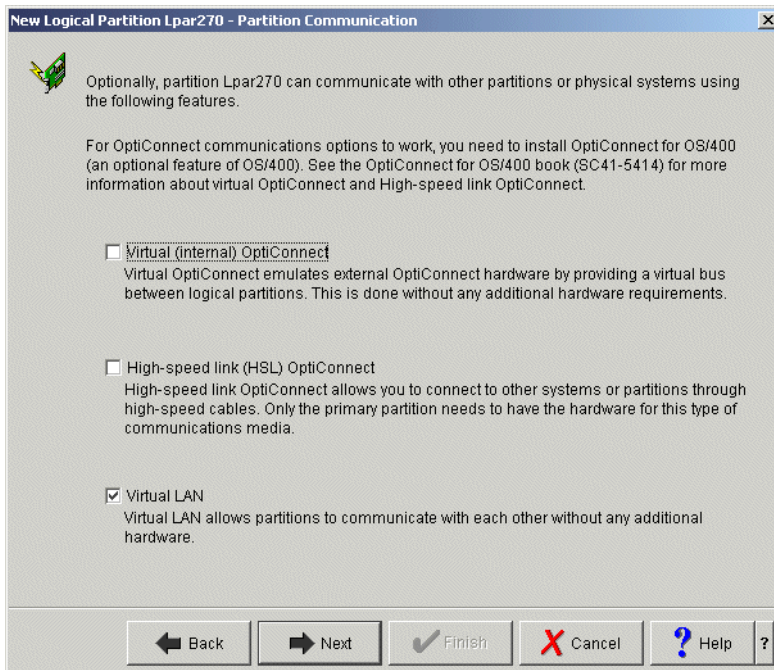 New Logical Partition Lpar270 - Partition Communication
Optionally, partition Lpar270 can communicate with other partitions or physical systems using
the following features.
For OptiConnect communications options to work, you need to install OptiConnect for OS/400
(an optional feature of OS/400). See the OptiConnect for OS/400 book (SC41-5414) for more
information about virtual OptiConnect and High-speed link OptiConnect.
Virtual (internal) OptiConnect
Virtual OptiConnect emulates external OptiConnect hardware by providing a virtual bus
between logical partitions. This is done without any additional hardware requirements.
High-speed link (HSL) OptiConnect
High-speed link OptiConnect allows you to connect to other systems or partitions through
high-speed cables. Only the primary partition needs to have the hardware for this type of
communications media.
Virtual LAN
Virtual LAN allows partitions to communicate with each other without any additional
hardware.
Back Next Finish Cancel ? Help ?